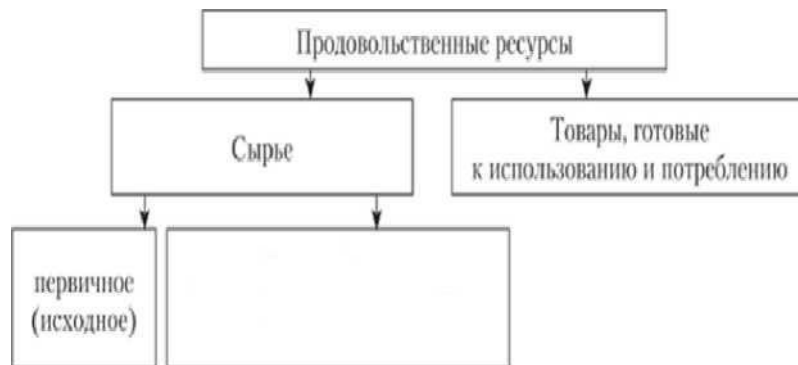 Продовольственные ресурсы
Сырье
Товары, готовые
к использованию и потреблению
первичное
(исходное)